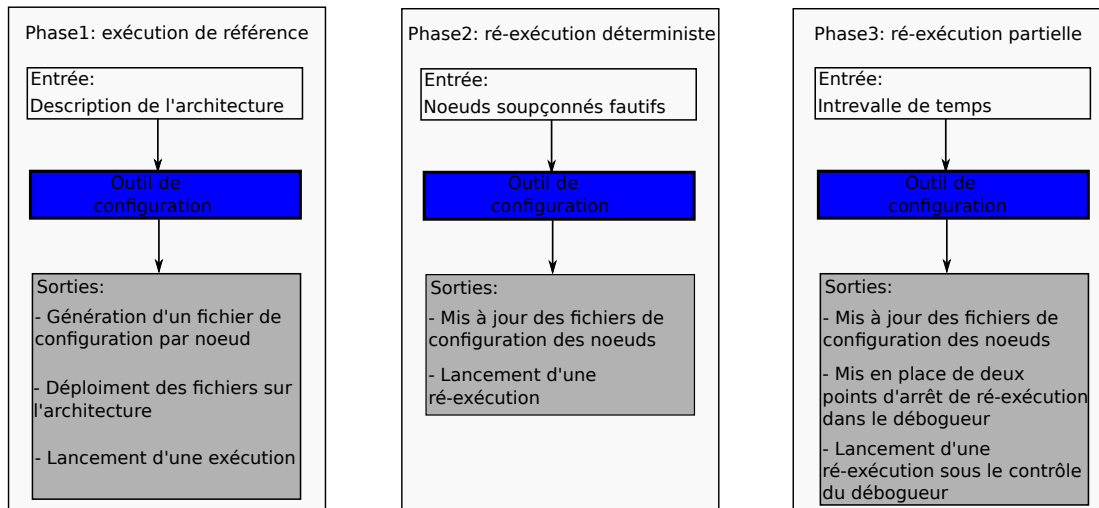 Phase1: exécution de référence
Entrée:
Description de l'architecture
Outil de
configuration
Sorties:
- Génération d'un fichier de
configuration par noeud
- Déploiment des fichiers sur
l'architecture
- Lancement d'une exécution
Phase2: ré-exécution déterministe
Entrée:
Noeuds soupçonnés fautifs
Outil de
configuration
Sorties:
- Mis à jour des fichiers de
configuration des noeuds
- Lancement d'une
ré-exécution
Phase3: ré-exécution partielle
Entrée:
Intrevalle de temps
Outil de
configuration
Sorties:
- Mis à jour des fichiers de
configuration des noeuds
- Mis en place de deux
points d'arrêt de ré-exécution
dans le débogueur
- Lancement d'une
ré-exécution sous le contrôle
du débogueur